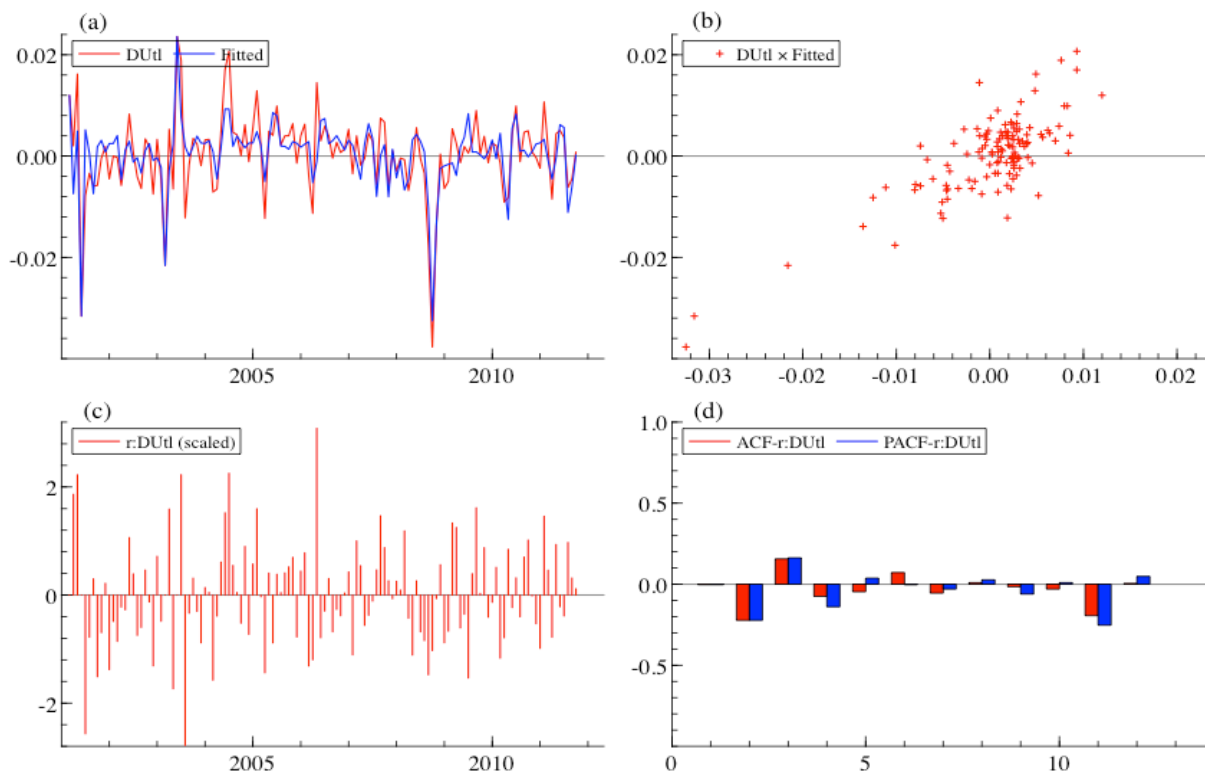 (a)
DUtl Fitted
0.02
0.00
-0.02
2005 2010
(b)
DUtl × Fitted
0.02
0.00
-0.02
-0.03 -0.02 -0.01 0.00 0.01 0.02
(c)
r:DUtl (scaled)
2
0
-2
2005 2010
(d)
ACF-r:DUtl PACF-r:DUtl
1.0
0.5
0.0
-0.5
0 5 10